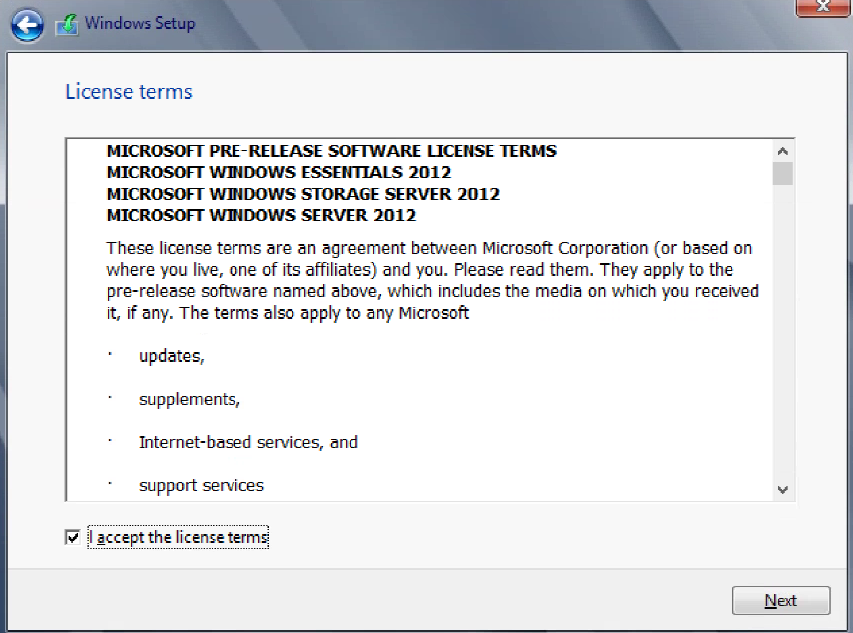 Windows Setup
License terms
MICROSOFT PRE-RELEASE SOFTWARE LICENSE TERMS
MICROSOFT WINDOWS ESSENTIALS 2012
MICROSOFT WINDOWS STORAGE SERVER 2012
MICROSOFT WINDOWS SERVER 2012
These license terms are an agreement between Microsoft Corporation (or based on
where you live, one of its affiliates) and you. Please read them. They apply to the
pre-release software named above, which includes the media on which you received
it, if any. The terms also apply to any Microsoft
· updates,
· supplements,
· Internet-based services, and
· support services
I accept the license terms
Next